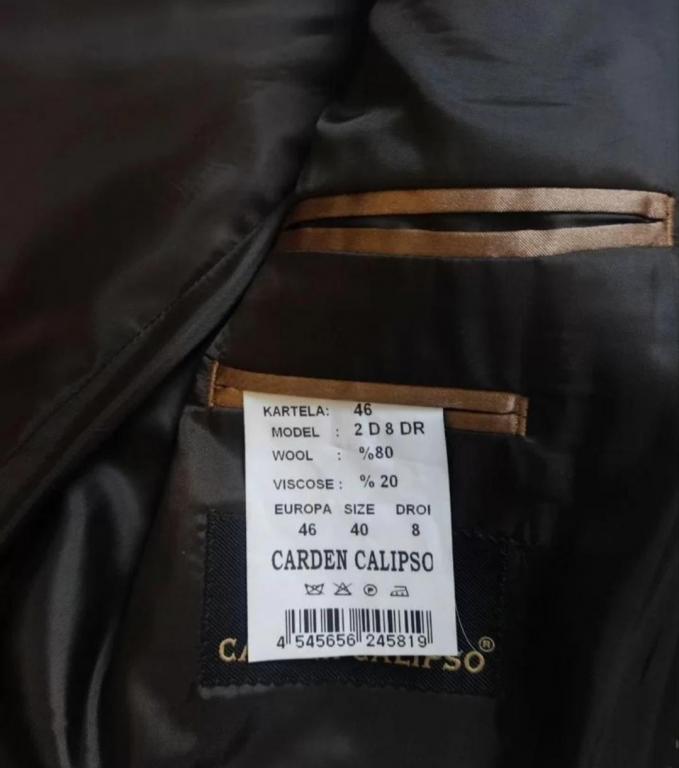 KARTELA: 46
MODEL : 2 D 8 DR
WOOL : %80
VISCOSE : % 20
EUROPA SIZE DROI
46 40 8
CARDEN CALIPSO
4 545656 245819
CALIPSO®